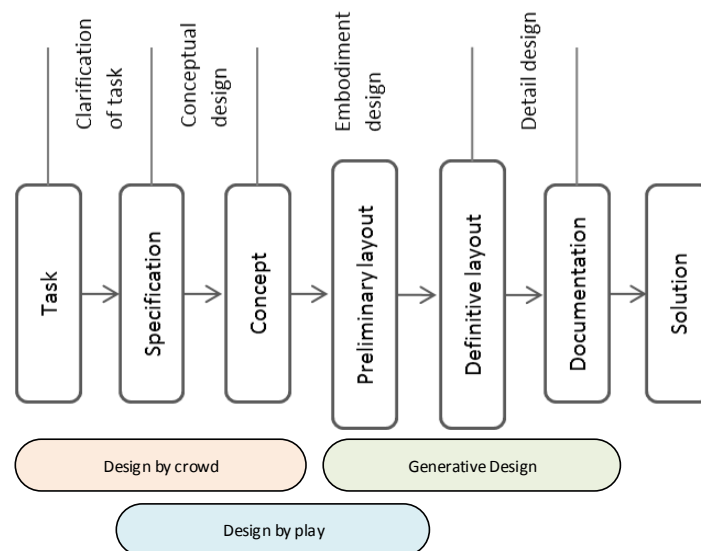 Clarification
of task
Conceptual
design
Embodiment
design
Detail design
Task
Specification
Concept
Preliminary layout
Definitive layout
Documentation
Solution
Design by crowd
Generative Design
Design by play